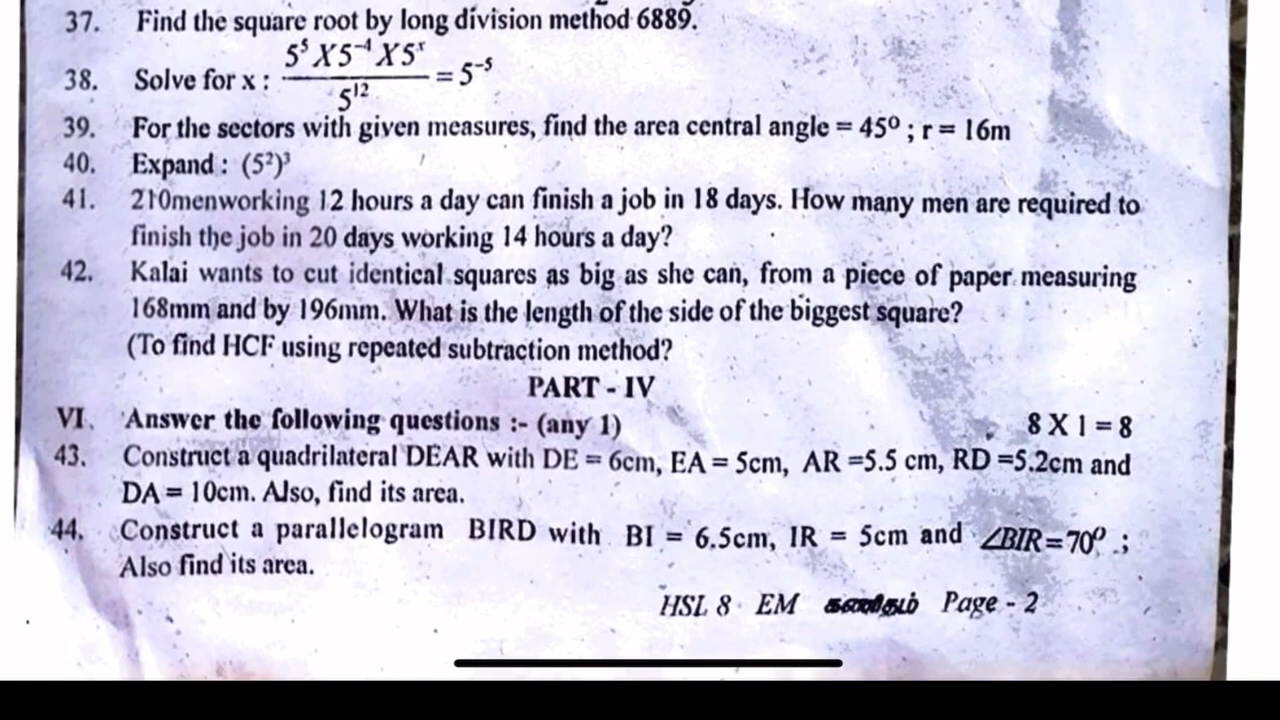 37. Find the square root by long division method 6889.
38. Solve for x : 5⁵ X 5⁻⁴ X 5ˣ / 5¹² = 5⁻⁵
39. For the sectors with given measures, find the area central angle = 45⁰ ; r = 16m
40. Expand : (5²)³
41. 210menworking 12 hours a day can finish a job in 18 days. How many men are required to
finish the job in 20 days working 14 hours a day?
42. Kalai wants to cut identical squares as big as she can, from a piece of paper measuring
168mm and by 196mm. What is the length of the side of the biggest square?
(To find HCF using repeated subtraction method?
PART - IV
VI. Answer the following questions :- (any 1) 8 X 1 = 8
43. Construct a quadrilateral DEAR with DE = 6cm, EA = 5cm, AR =5.5 cm, RD =5.2cm and
DA = 10cm. Also, find its area.
44. Construct a parallelogram BIRD with BI = 6.5cm, IR = 5cm and ∠BIR=70⁰ ;
Also find its area.
HSL 8 EM கணிதம் Page - 2